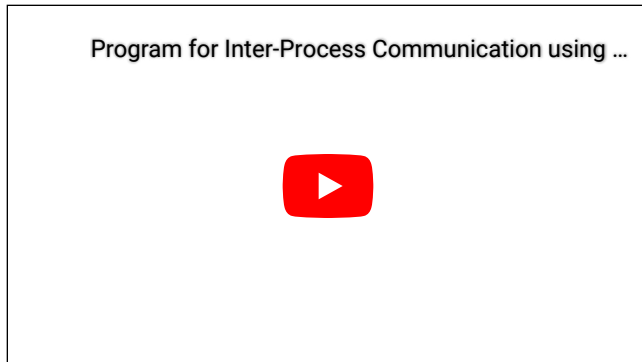 Program for Inter-Process Communication using ...